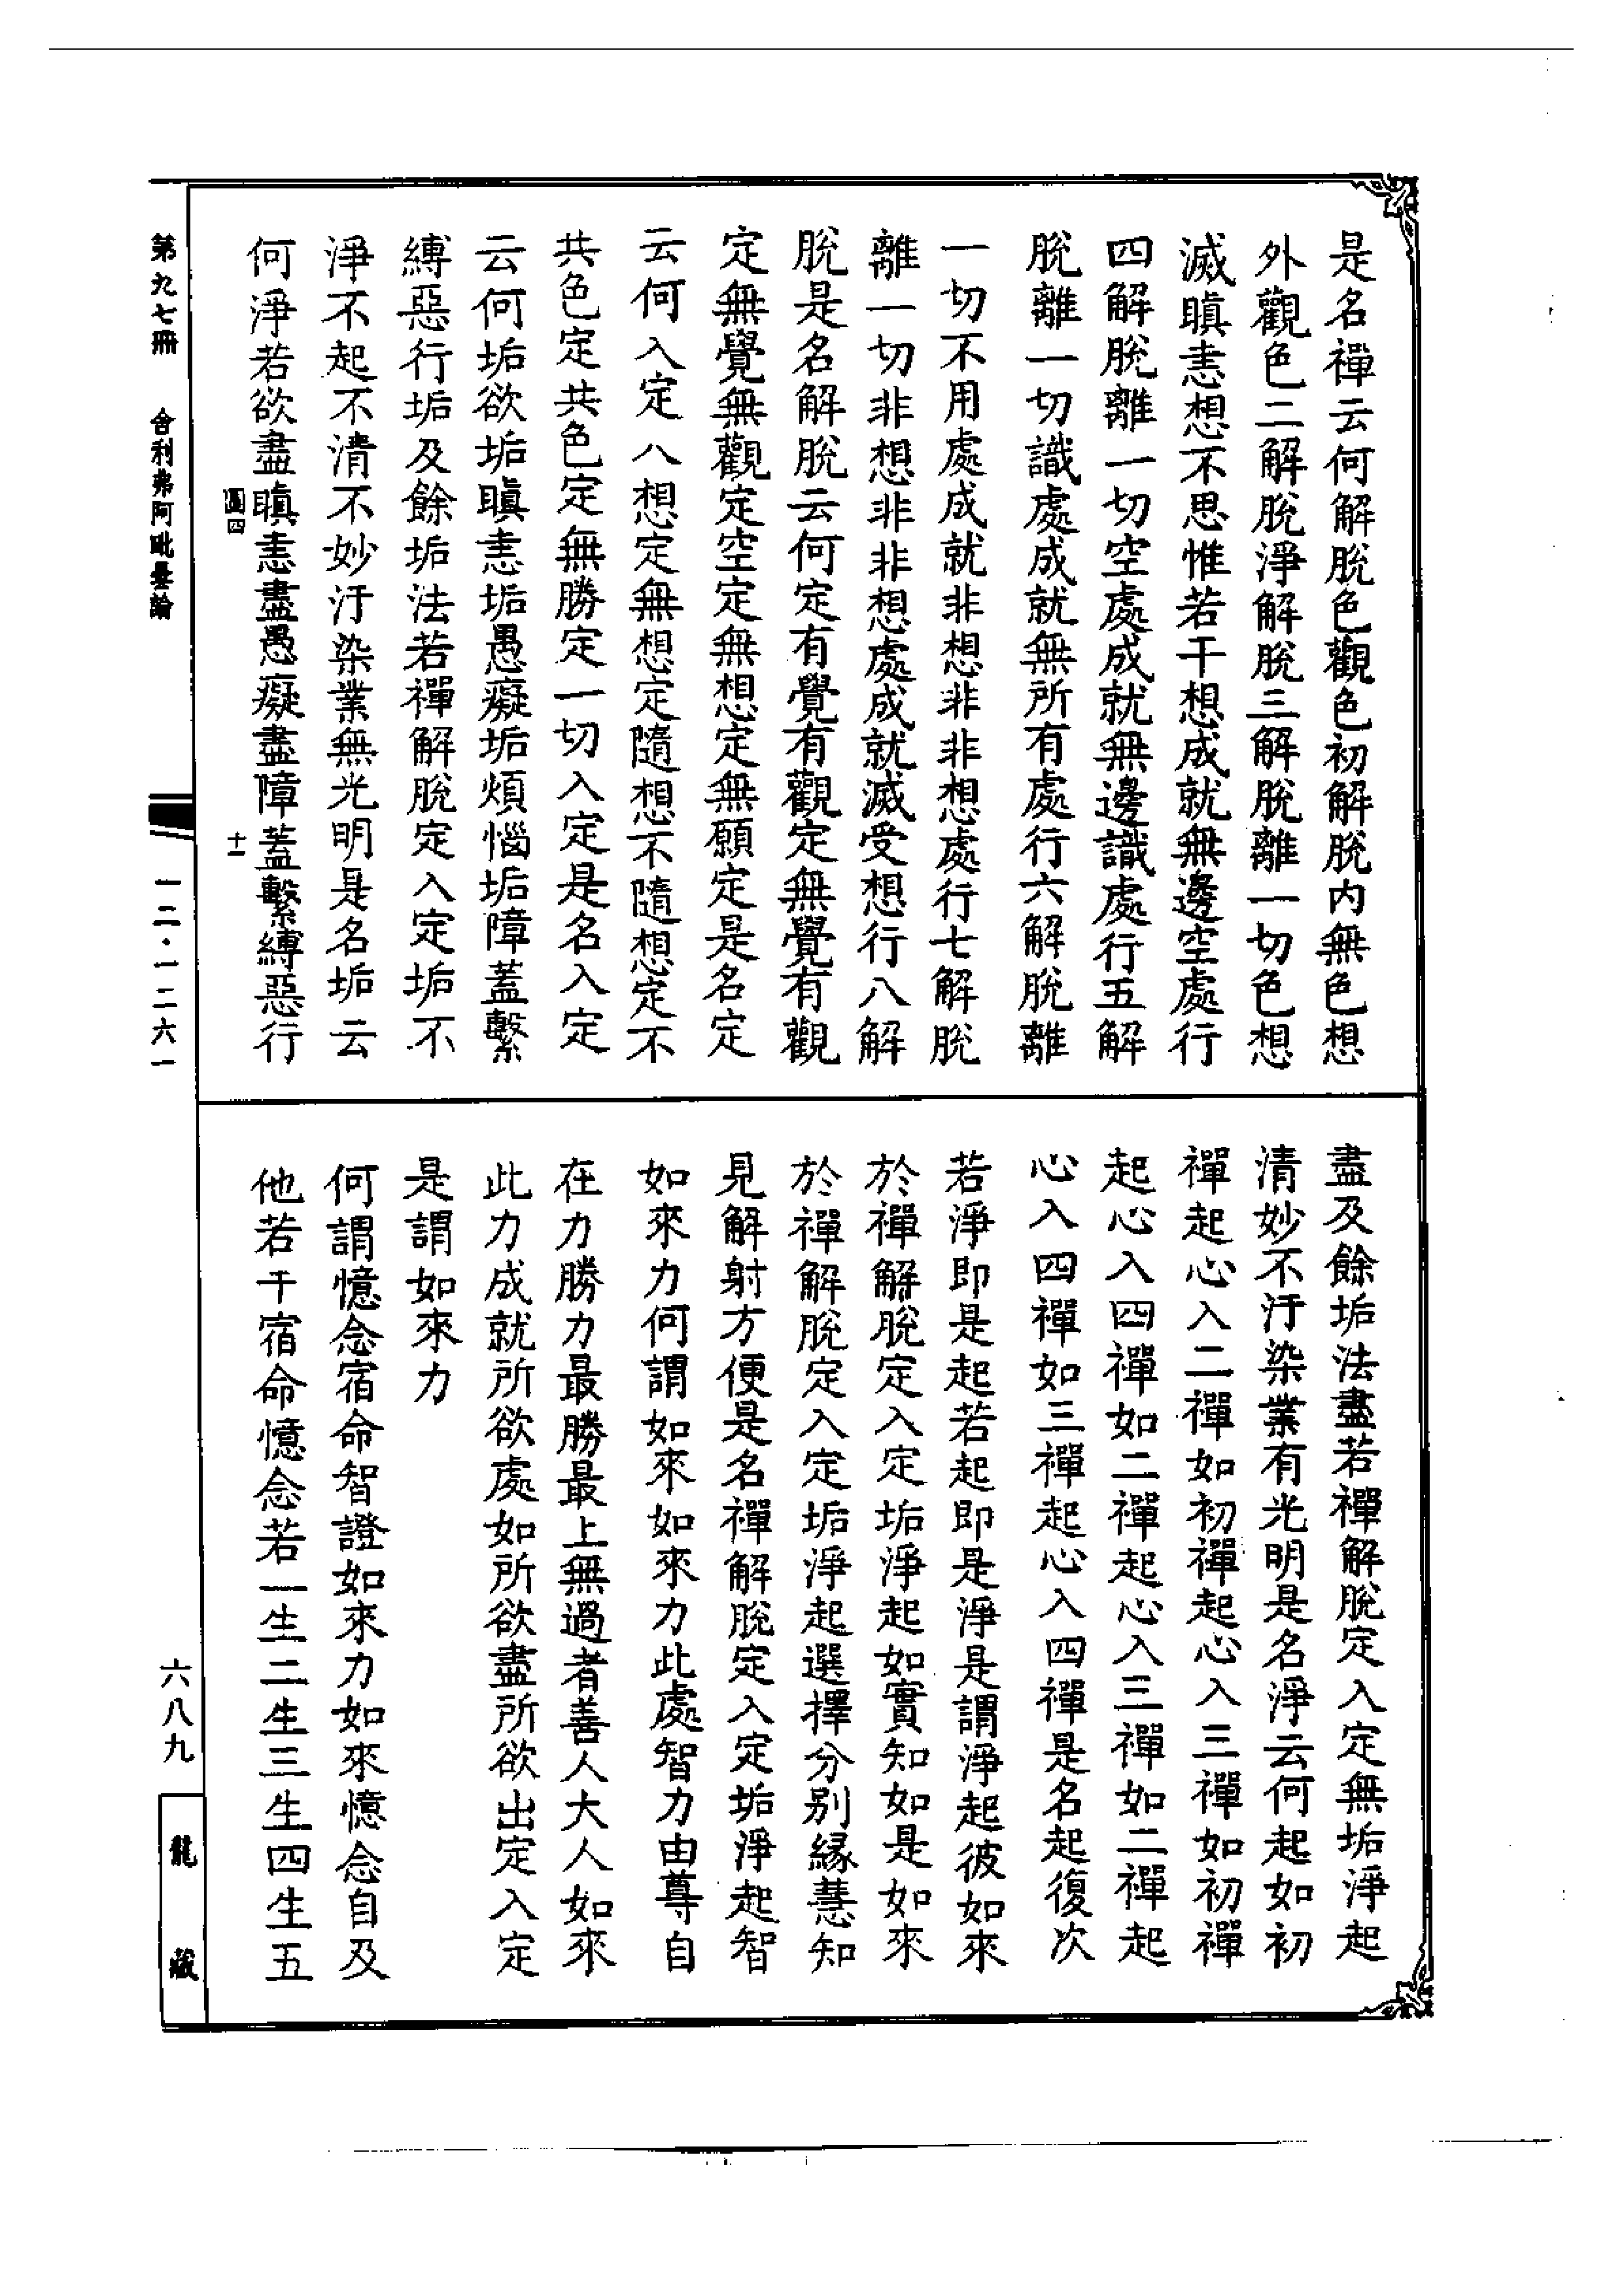 是名禪云何解脫色觀色初解脫内無色想
外觀色二解脫淨解脫三解脫離一切色想
滅瞋恚想不思惟若干想成就無邊空處行
四解脫離一切空處成就無邊識處行五解
脫離一切識處成就無所有處行六解脫離
一切不用處成就非想非非想處行七解脫
離一切非想非非想處成就滅受想行八解
脫是名解脫云何定有覺有觀定無覺有觀
定無覺無觀定空定無想定無願定是名定
云何入定八想定無想定隨想不隨想定不
共色定共色定無勝定一切入定是名入定
云何垢欲垢瞋恚垢愚癡垢煩惱垢障蓋繫
縛惡行垢及餘垢法若禪解脫定入定垢不
淨不起不清不妙汙染業無光明是名垢云
何淨若欲盡瞋恚盡愚癡盡障蓋繫縛惡行
圓四
十一
盡及餘垢法盡若禪解脫定入定無垢淨起
清妙不汙染業有光明是名淨云何起如初
禪起心入二禪如初禪起心入三禪如初禪
起心入四禪如二禪起心入三禪如二禪起
心入四禪如三禪起心入四禪是名起復次
若淨即是起若起即是淨是謂淨起彼如來
於禪解脫定入定垢淨起如實知如是如來
於禪解脫定入定垢淨起選擇分別緣慧知
見解射方便是名禪解脫定入定垢淨起智
如來力何謂如來如來力此處智力由尊自
在力勝力最勝最上無過者善人大人如來
此力成就所欲處如所欲盡所欲出定入定
是謂如來力
何謂憶念宿命智證如來力如來憶念自及
他若干宿命憶念若一生二生三生四生五
第九七冊 舍利弗阿毗曇論
一二·一二六一
六八九
龍藏